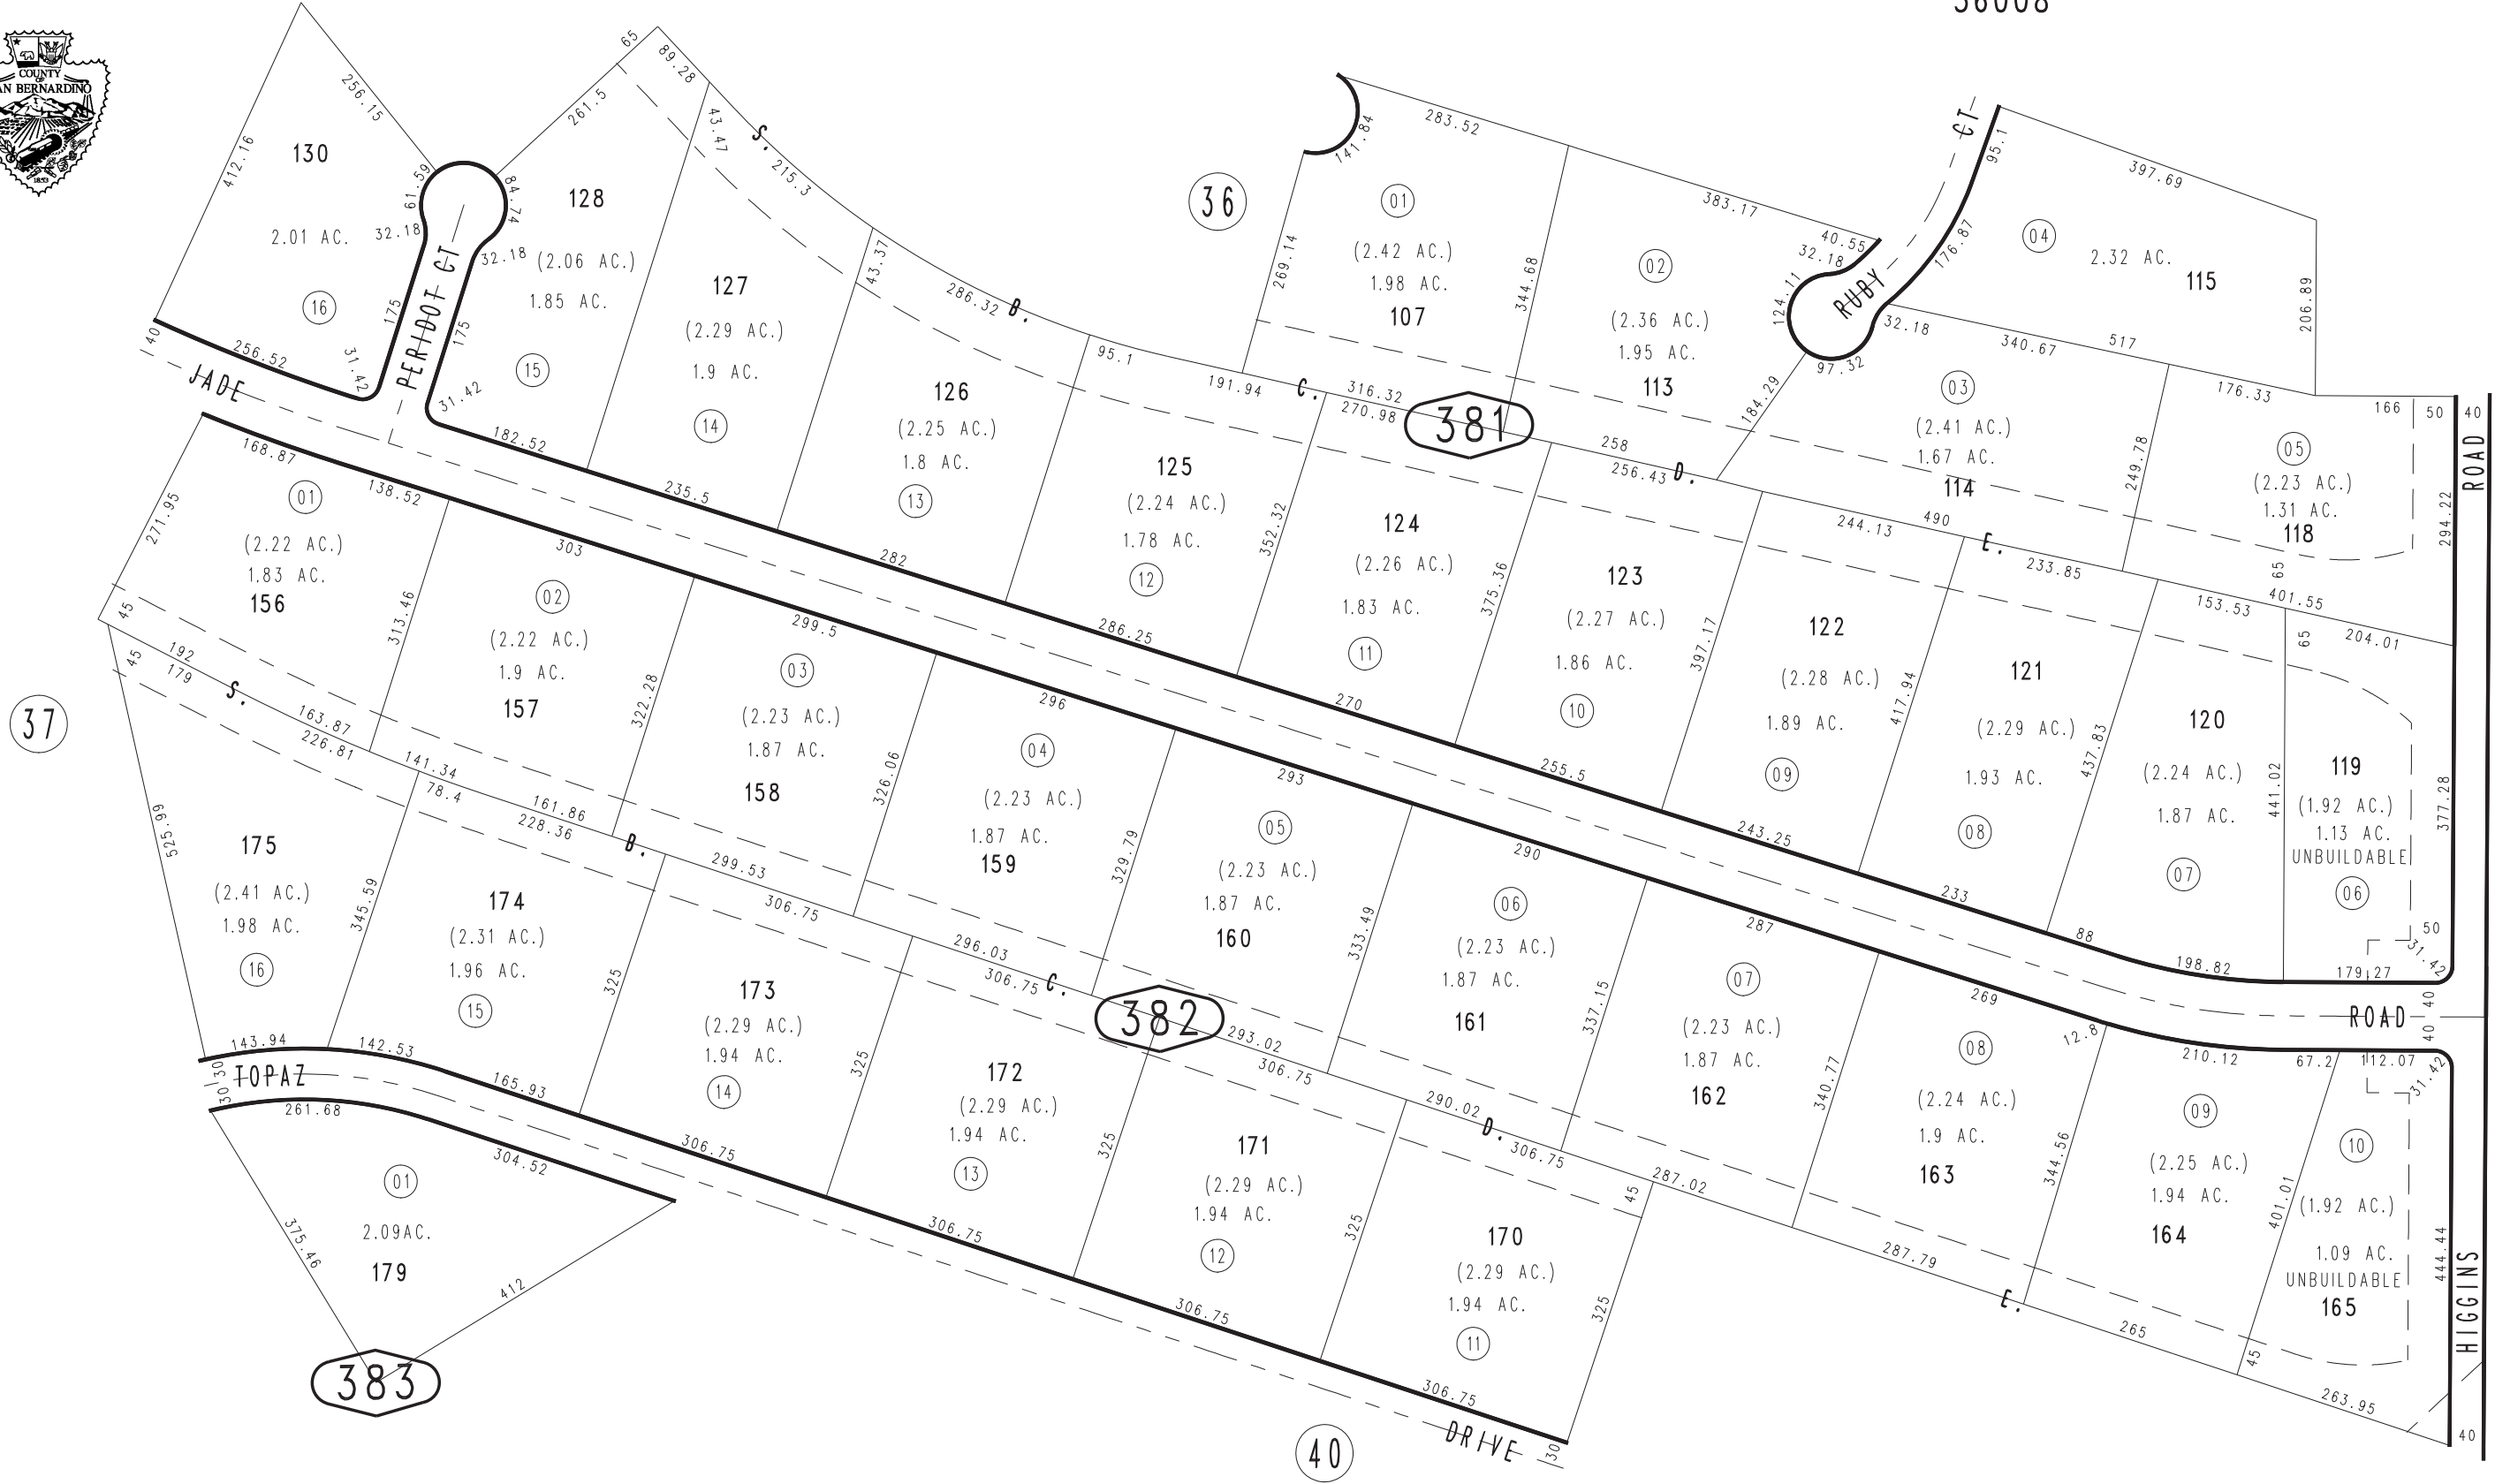 COUNTY
OF
AN BERNARDINO
1853
412.16
256.15
130
2.01 AC.
16
61.59
32.18
175
31.42
40
256.52
JADE
PERIDOT CT
65
89.28
261.5
43.47
84.74
128
32.18
(2.06 AC.)
1.85 AC.
15
175
31.42
182.52
S.
215.3
127
(2.29 AC.)
1.9 AC.
14
235.5
43.37
286.32
B.
126
(2.25 AC.)
1.8 AC.
13
282
95.1
191.94
C.
125
(2.24 AC.)
1.78 AC.
12
286.25
352.32
316.32
270.98
381
124
(2.26 AC.)
1.83 AC.
11
270
375.36
258
256.43
D.
123
(2.27 AC.)
1.86 AC.
10
255.5
397.17
244.13
490
E.
122
(2.28 AC.)
1.89 AC.
09
243.25
417.94
233.85
121
(2.29 AC.)
1.93 AC.
08
233
437.83
153.53
401.55
65
120
(2.24 AC.)
1.87 AC.
07
88
198.82
441.02
65
204.01
119
(1.92 AC.)
1.13 AC.
UNBUILDABLE
06
377.28
50
179.27
31.42
36
283.52
141.84
01
(2.42 AC.)
1.98 AC.
107
269.14
344.68
383.17
40.55
32.18
02
(2.36 AC.)
1.95 AC.
113
124.11
97.32
184.29
RUBY
CT
95.1
176.87
397.69
04
2.32 AC.
115
206.89
32.18
340.67
517
176.33
03
(2.41 AC.)
1.67 AC.
114
249.78
166
50
40
05
(2.23 AC.)
1.31 AC.
118
294.22
ROAD
168.87
138.52
271.95
01
(2.22 AC.)
1.83 AC.
156
45
192
163.87
313.46
303
02
(2.22 AC.)
1.9 AC.
157
141.34
161.86
322.28
299.5
03
(2.23 AC.)
1.87 AC.
158
299.53
326.06
296
04
(2.23 AC.)
1.87 AC.
159
296.03
329.79
293
05
(2.23 AC.)
1.87 AC.
160
293.02
333.49
290
06
(2.23 AC.)
1.87 AC.
161
290.02
337.15
287
07
(2.23 AC.)
1.87 AC.
162
287.02
287.79
340.77
269
12.8
08
(2.24 AC.)
1.9 AC.
163
344.56
210.12
67.2
09
(2.25 AC.)
1.94 AC.
164
265
401.01
112.07
31.42
10
(1.92 AC.)
1.09 AC.
UNBUILDABLE
165
444.44
45
263.95
40
ROAD
40
40
HIGGINS
37
45
179
S.
226.81
78.4
228.36
B.
306.75
306.75
C.
382
306.75
D.
306.75
E.
525.99
175
(2.41 AC.)
1.98 AC.
16
345.59
143.94
142.53
174
(2.31 AC.)
1.96 AC.
15
325
165.93
173
(2.29 AC.)
1.94 AC.
14
325
306.75
172
(2.29 AC.)
1.94 AC.
13
325
306.75
171
(2.29 AC.)
1.94 AC.
12
325
306.75
45
170
(2.29 AC.)
1.94 AC.
11
325
306.75
30
30
TOPAZ
DRIVE
30
261.68
304.52
01
2.09AC.
179
375.46
412
383
40